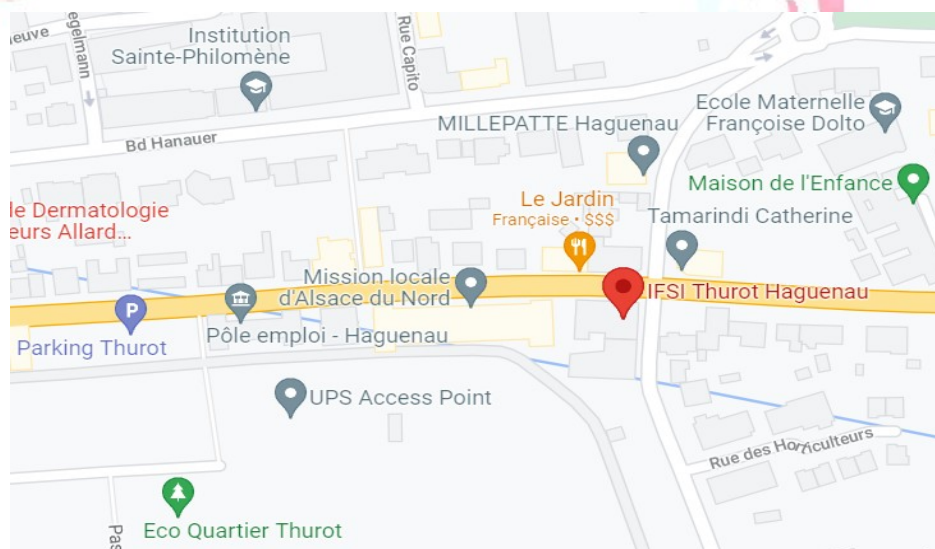 Institution
Sainte-Philomène
Rue Capito
Bd Hanauer
MILLEPATTE Haguenau
Ecole Maternelle
Françoise Dolto
Maison de l'Enfance
le Dermatologie
eurs Allard...
Le Jardin
Française • $$$
Tamarindi Catherine
Mission locale
d'Alsace du Nord
IFSI Thurot Haguenau
P
Parking Thurot
Pôle emploi - Haguenau
UPS Access Point
Rue des Horticulteurs
Eco Quartier Thurot
Pas